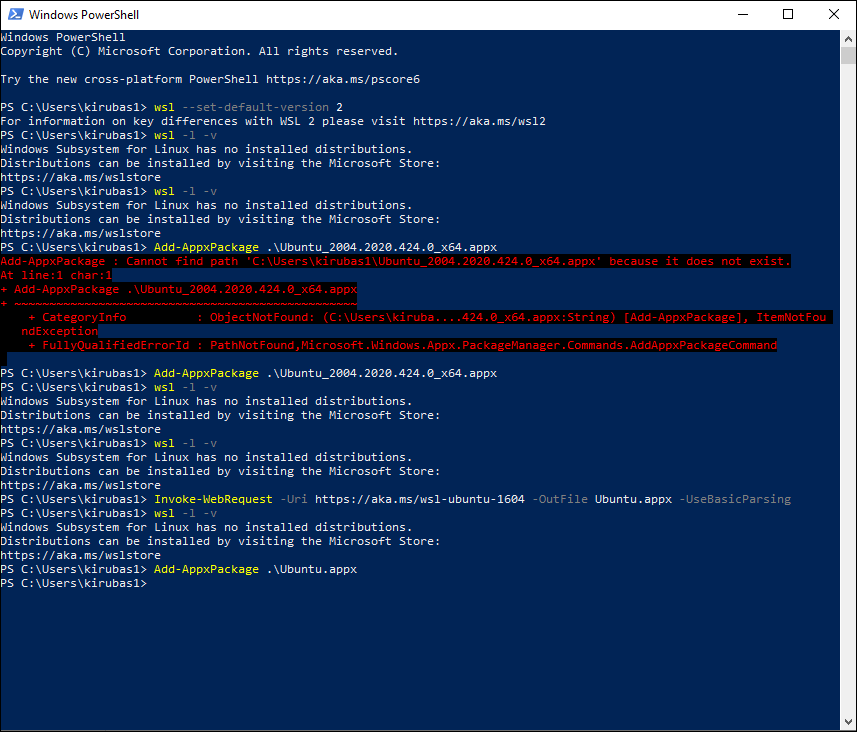 Windows PowerShell
Windows PowerShell
Copyright (C) Microsoft Corporation. All rights reserved.
Try the new cross-platform PowerShell https://aka.ms/pscore6
PS C:\Users\kirubas1> wsl --set-default-version 2
For information on key differences with WSL 2 please visit https://aka.ms/wsl2
PS C:\Users\kirubas1> wsl -l -v
Windows Subsystem for Linux has no installed distributions.
Distributions can be installed by visiting the Microsoft Store:
https://aka.ms/wslstore
PS C:\Users\kirubas1> wsl -l -v
Windows Subsystem for Linux has no installed distributions.
Distributions can be installed by visiting the Microsoft Store:
https://aka.ms/wslstore
PS C:\Users\kirubas1> Add-AppxPackage .\Ubuntu_2004.2020.424.0_x64.appx
Add-AppxPackage : Cannot find path 'C:\Users\kirubas1\Ubuntu_2004.2020.424.0_x64.appx' because it does not exist.
At line:1 char:1
+ Add-AppxPackage .\Ubuntu_2004.2020.424.0_x64.appx
+ ~~~~~~~~~~~~~~~~~~~~~~~~~~~~~~~~~~~~~~~~~~~~~~~~~
    + CategoryInfo          : ObjectNotFound: (C:\Users\kiruba....424.0_x64.appx:String) [Add-AppxPackage], ItemNotFou
   ndException
    + FullyQualifiedErrorId : PathNotFound,Microsoft.Windows.Appx.PackageManager.Commands.AddAppxPackageCommand
PS C:\Users\kirubas1> Add-AppxPackage .\Ubuntu_2004.2020.424.0_x64.appx
PS C:\Users\kirubas1> wsl -l -v
Windows Subsystem for Linux has no installed distributions.
Distributions can be installed by visiting the Microsoft Store:
https://aka.ms/wslstore
PS C:\Users\kirubas1> wsl -l -v
Windows Subsystem for Linux has no installed distributions.
Distributions can be installed by visiting the Microsoft Store:
https://aka.ms/wslstore
PS C:\Users\kirubas1> Invoke-WebRequest -Uri https://aka.ms/wsl-ubuntu-1604 -OutFile Ubuntu.appx -UseBasicParsing
PS C:\Users\kirubas1> wsl -l -v
Windows Subsystem for Linux has no installed distributions.
Distributions can be installed by visiting the Microsoft Store:
https://aka.ms/wslstore
PS C:\Users\kirubas1> Add-AppxPackage .\Ubuntu.appx
PS C:\Users\kirubas1>